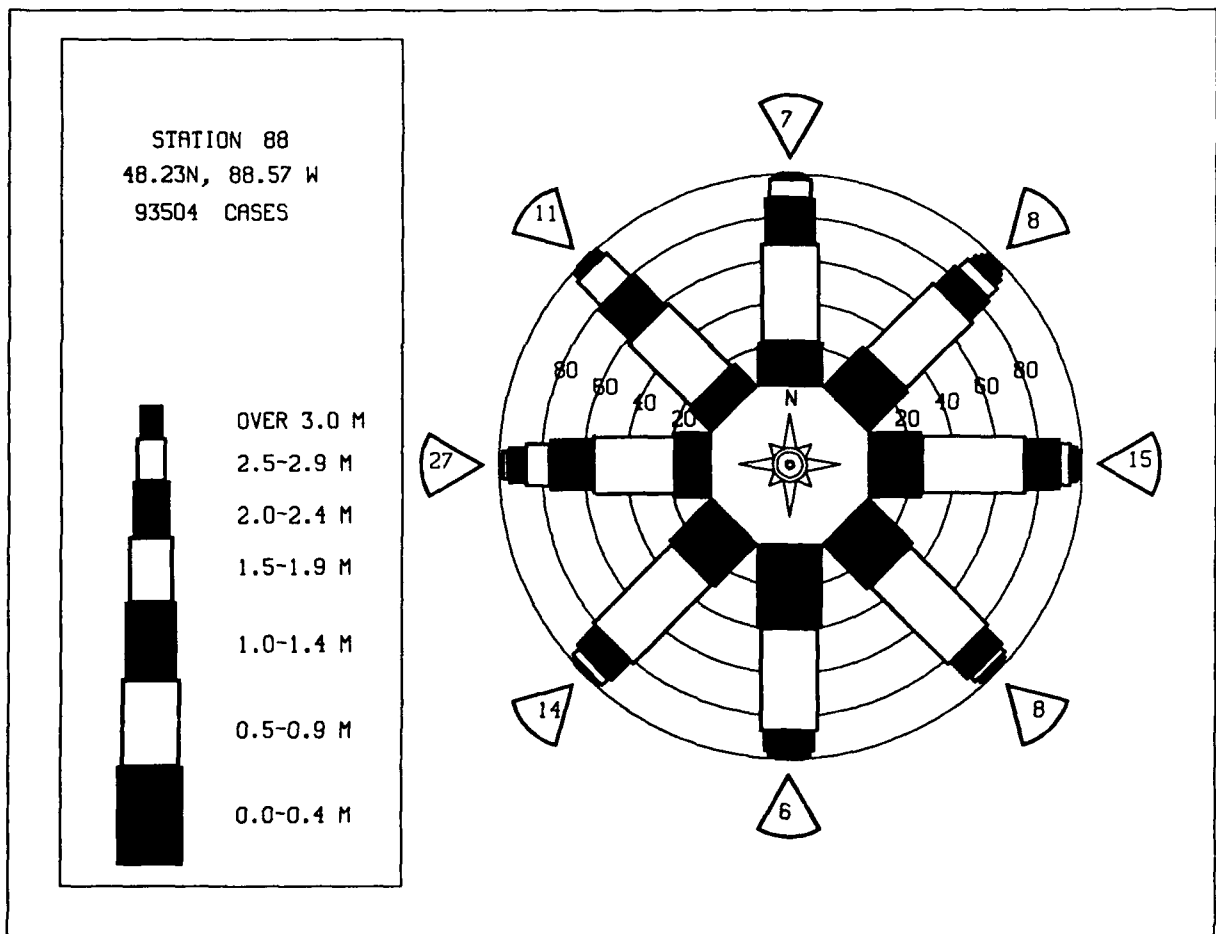 STATION 88
48.23N, 88.57 W
93504 CASES
OVER 3.0 M
2.5-2.9 M
2.0-2.4 M
1.5-1.9 M
1.0-1.4 M
0.5-0.9 M
0.0-0.4 M
7
11
8
80
60
40
20
N
20
40
60
80
27
15
14
8
6